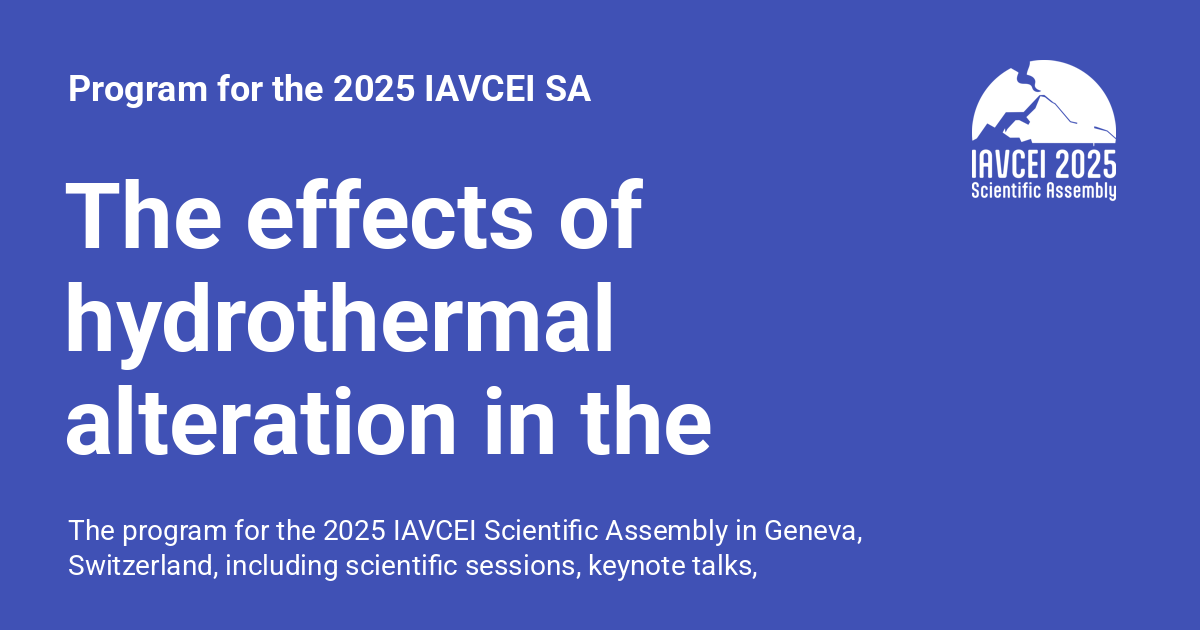 Program for the 2025 IAVCEI SA
IAVCEI 2025
Scientific Assembly
The effects of
hydrothermal
alteration in the
The program for the 2025 IAVCEI Scientific Assembly in Geneva,
Switzerland, including scientific sessions, keynote talks,